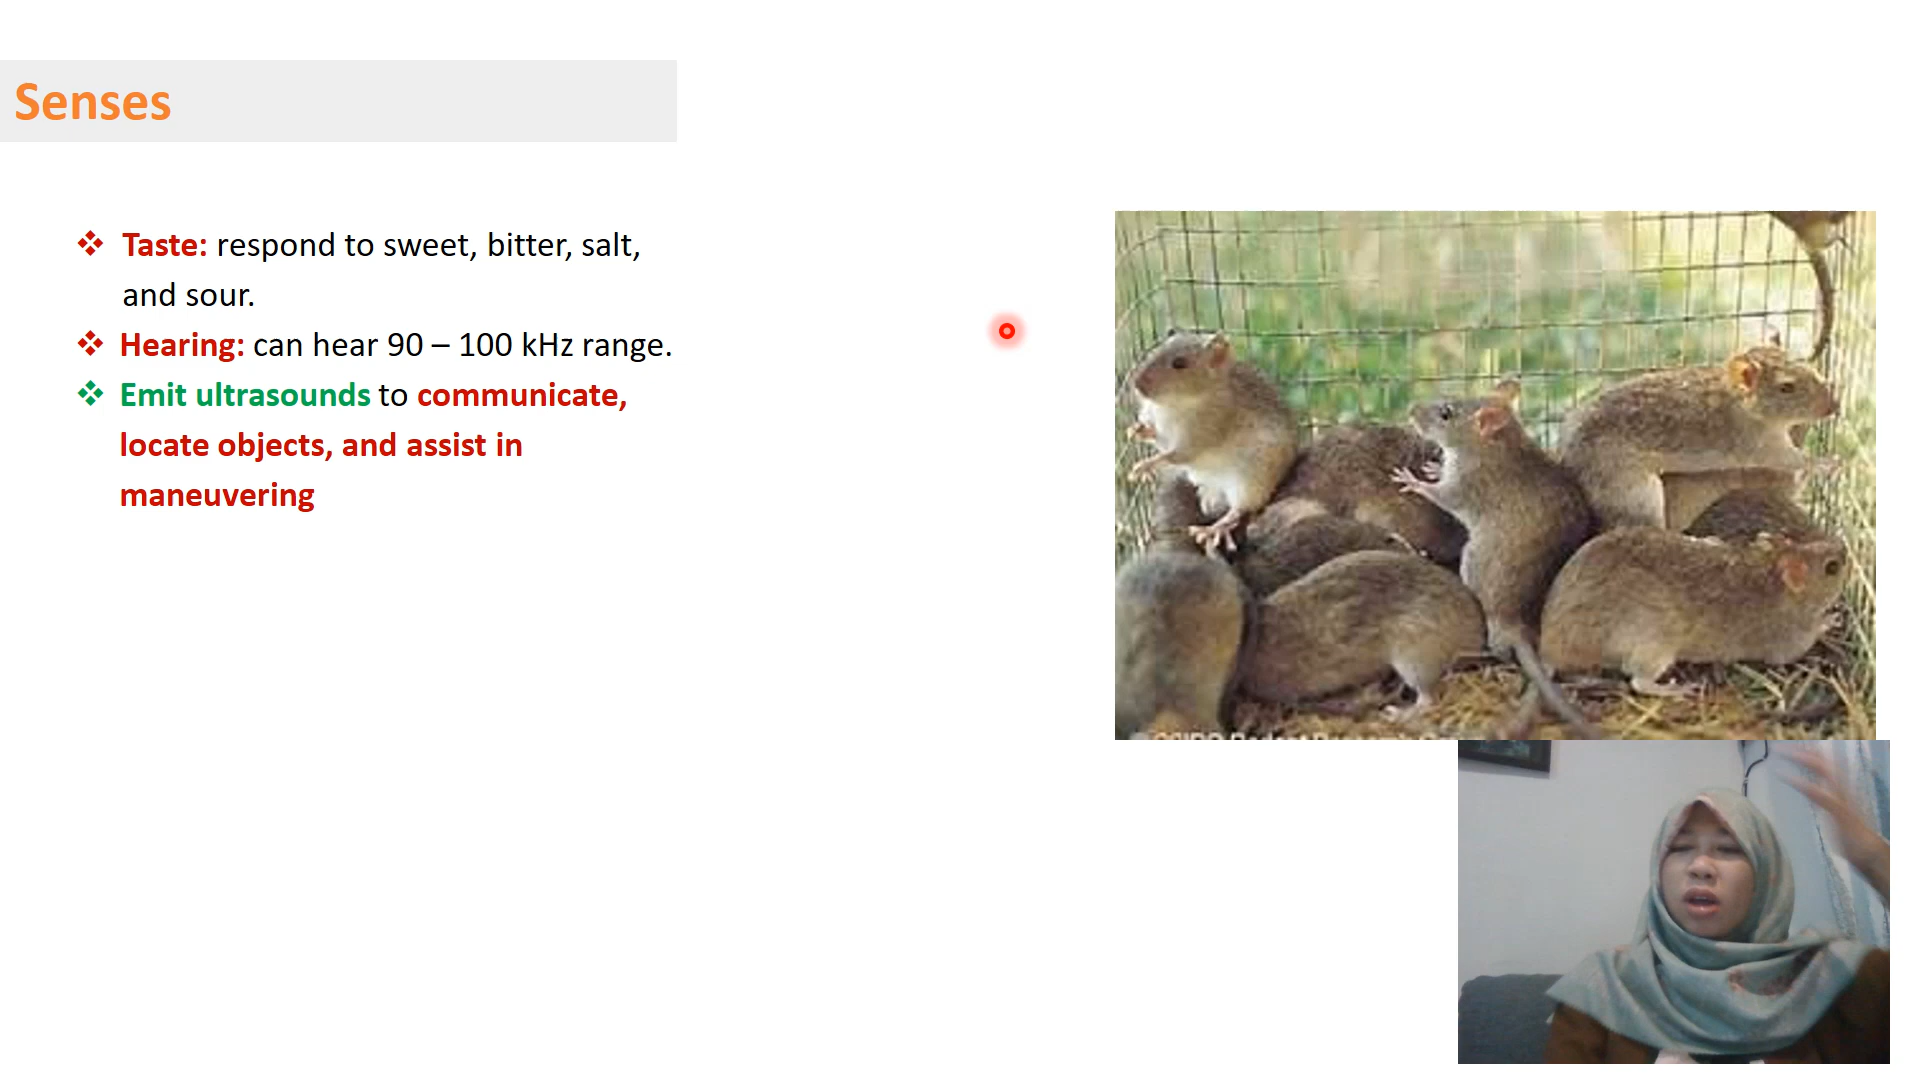 Senses
❖ Taste: respond to sweet, bitter, salt,
and sour.
❖ Hearing: can hear 90 – 100 kHz range.
❖ Emit ultrasounds to communicate,
locate objects, and assist in
maneuvering